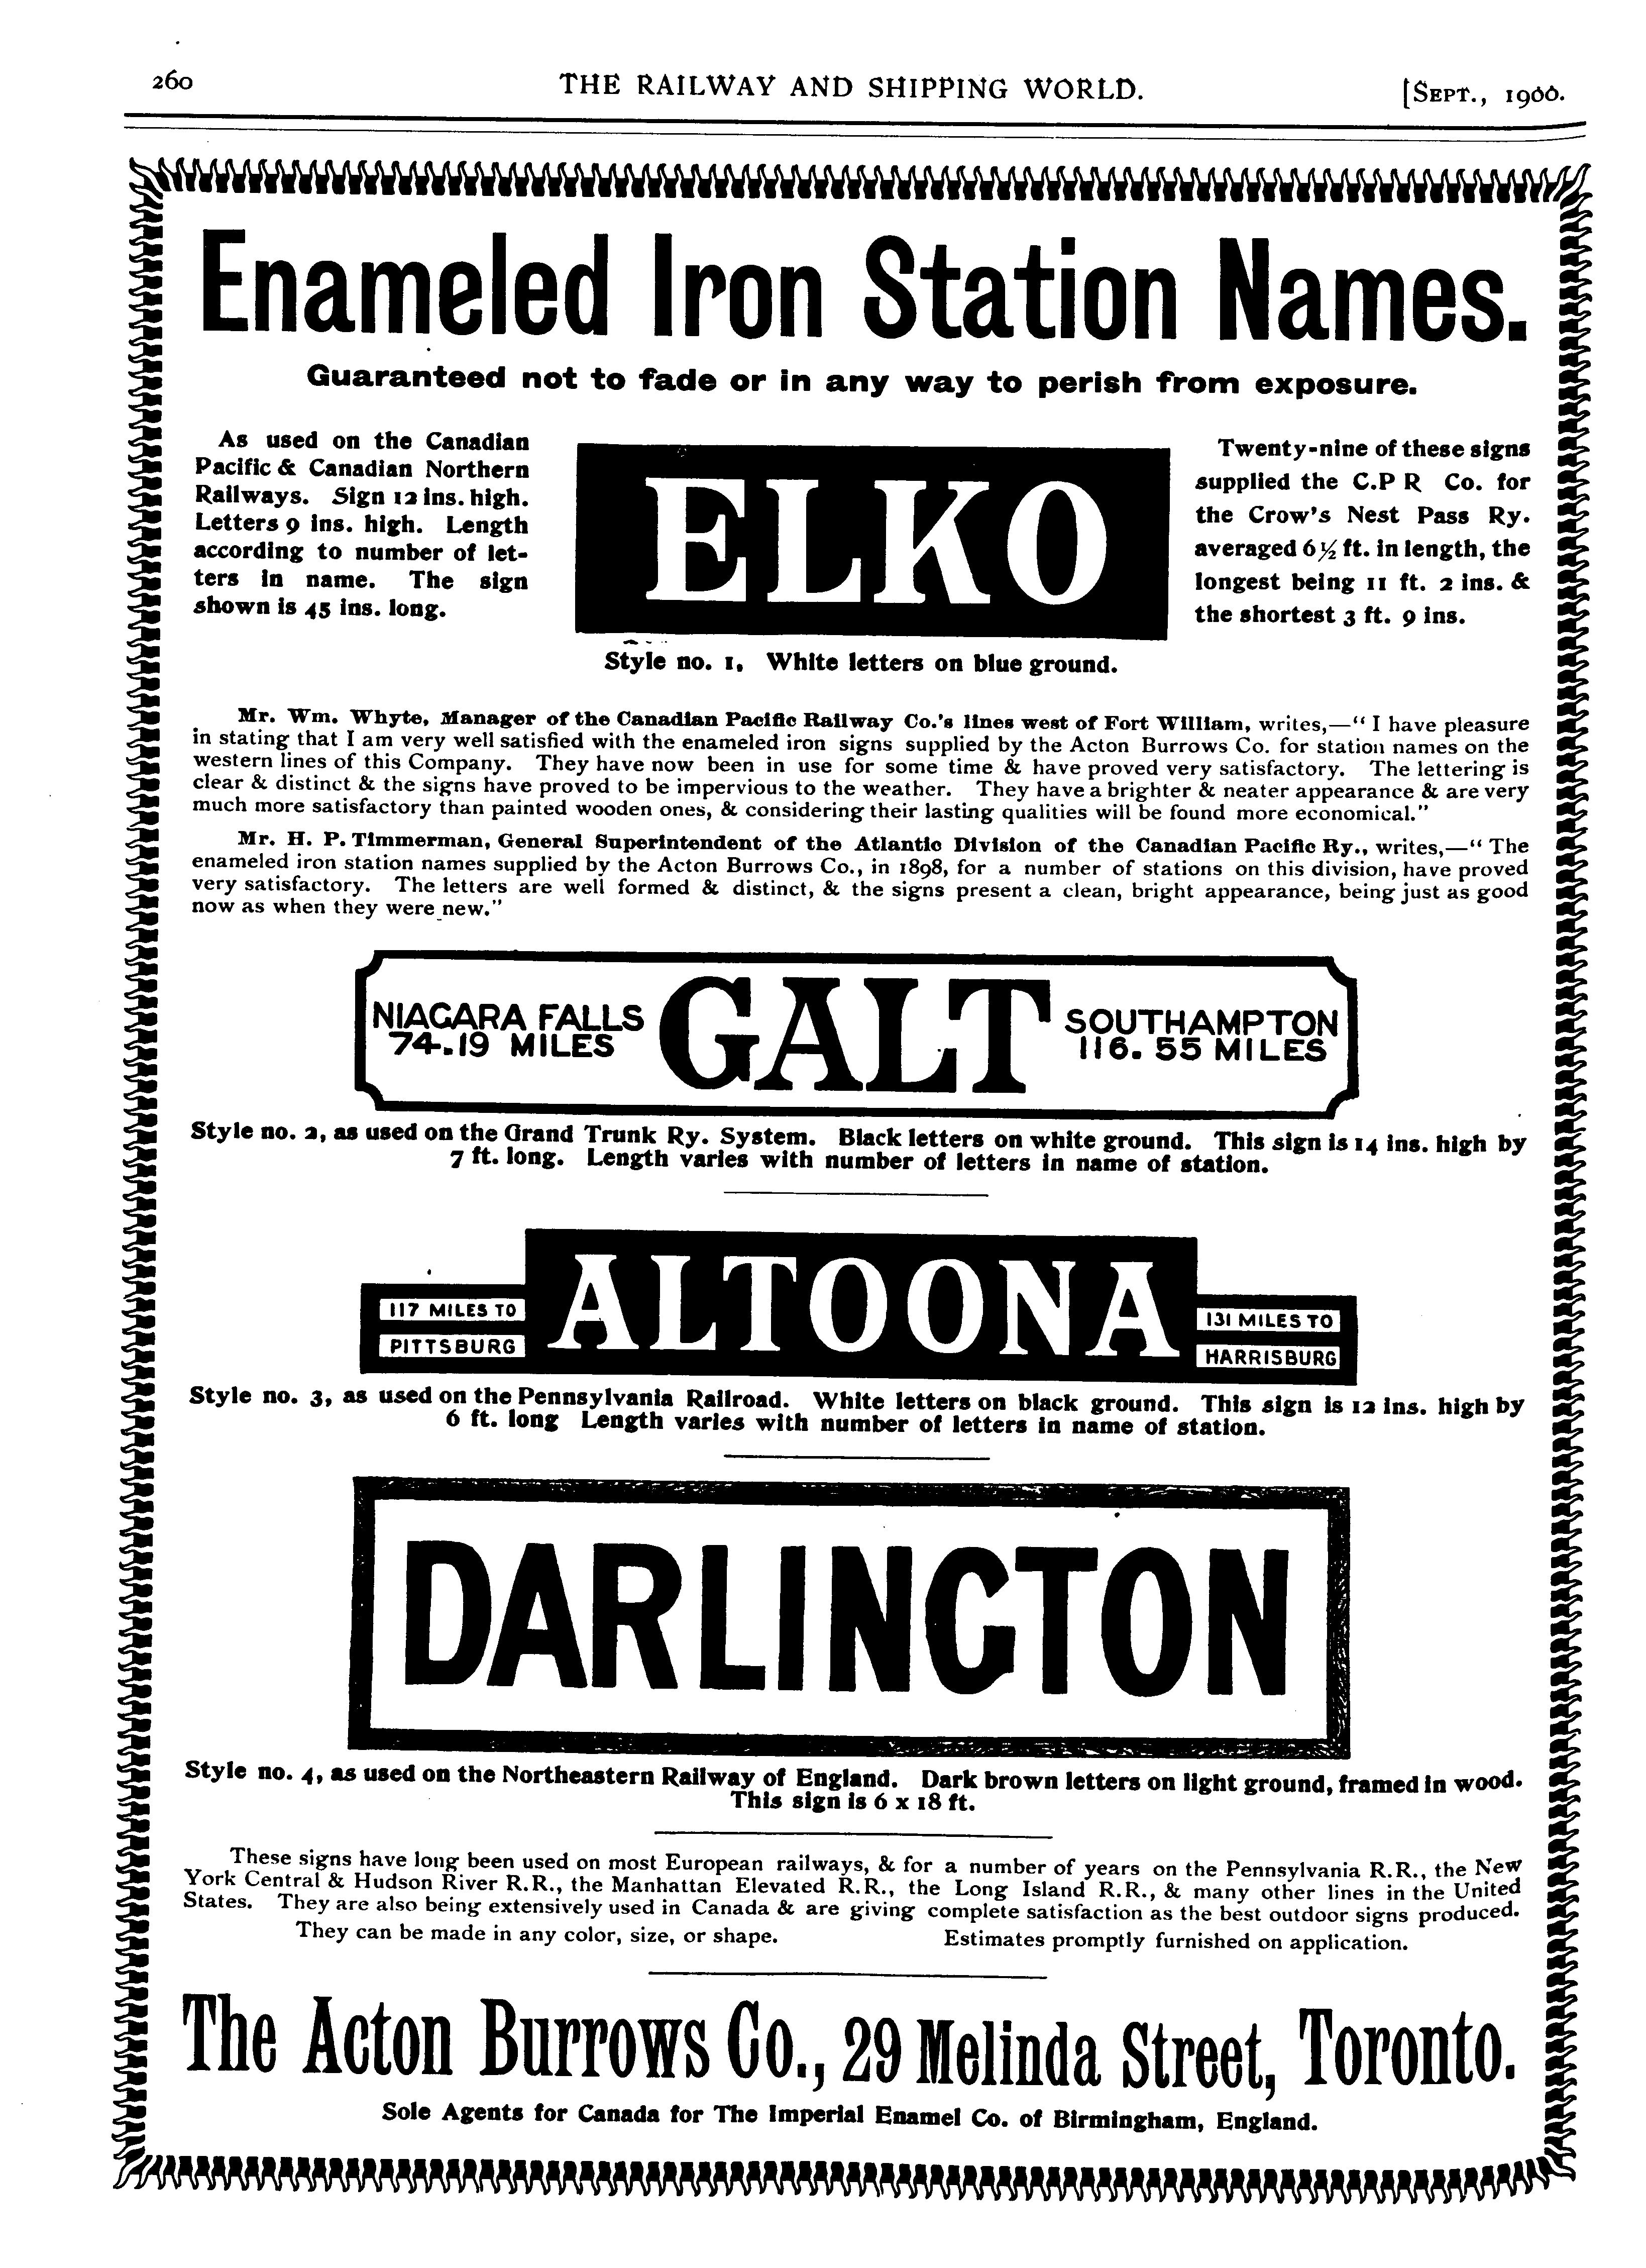 260
THE RAILWAY AND SHIPPING WORLD.
[SEPT., 1900.
Enameled Iron Station Names.
Guaranteed not to fade or in any way to perish from exposure.
As used on the Canadian
Pacific & Canadian Northern
Railways. Sign 12 ins. high.
Letters 9 ins. high. Length
according to number of let-
ters in name. The sign
shown is 45 ins. long.
ELKO
Style no. 1, White letters on blue ground.
Twenty-nine of these signs
supplied the C.P R Co. for
the Crow's Nest Pass Ry.
averaged 6½ ft. in length, the
longest being 11 ft. 2 ins. &
the shortest 3 ft. 9 ins.
Mr. Wm. Whyte, Manager of the Canadian Pacific Railway Co.'s lines west of Fort William, writes,—“ I have pleasure
in stating that I am very well satisfied with the enameled iron signs supplied by the Acton Burrows Co. for station names on the
western lines of this Company. They have now been in use for some time & have proved very satisfactory. The lettering is
clear & distinct & the signs have proved to be impervious to the weather. They have a brighter & neater appearance & are very
much more satisfactory than painted wooden ones, & considering their lasting qualities will be found more economical.”
Mr. H. P. Timmerman, General Superintendent of the Atlantic Division of the Canadian Pacific Ry., writes,—“ The
enameled iron station names supplied by the Acton Burrows Co., in 1898, for a number of stations on this division, have proved
very satisfactory. The letters are well formed & distinct, & the signs present a clean, bright appearance, being just as good
now as when they were new.”
NIAGARA FALLS
74.19 MILES
GALT
SOUTHAMPTON
116.55 MILES
Style no. 2, as used on the Grand Trunk Ry. System. Black letters on white ground. This sign is 14 ins. high by
7 ft. long. Length varies with number of letters in name of station.
117 MILES TO
PITTSBURG
ALTOONA
131 MILES TO
HARRISBURG
Style no. 3, as used on the Pennsylvania Railroad. White letters on black ground. This sign is 12 ins. high by
6 ft. long Length varies with number of letters in name of station.
DARLINGTON
Style no. 4, as used on the Northeastern Railway of England. Dark brown letters on light ground, framed in wood.
This sign is 6 x 18 ft.
These signs have long been used on most European railways, & for a number of years on the Pennsylvania R.R., the New
York Central & Hudson River R.R., the Manhattan Elevated R.R., the Long Island R.R., & many other lines in the United
States. They are also being extensively used in Canada & are giving complete satisfaction as the best outdoor signs produced.
They can be made in any color, size, or shape. Estimates promptly furnished on application.
The Acton Burrows Co., 29 Melinda Street, Toronto.
Sole Agents for Canada for The Imperial Enamel Co. of Birmingham, England.